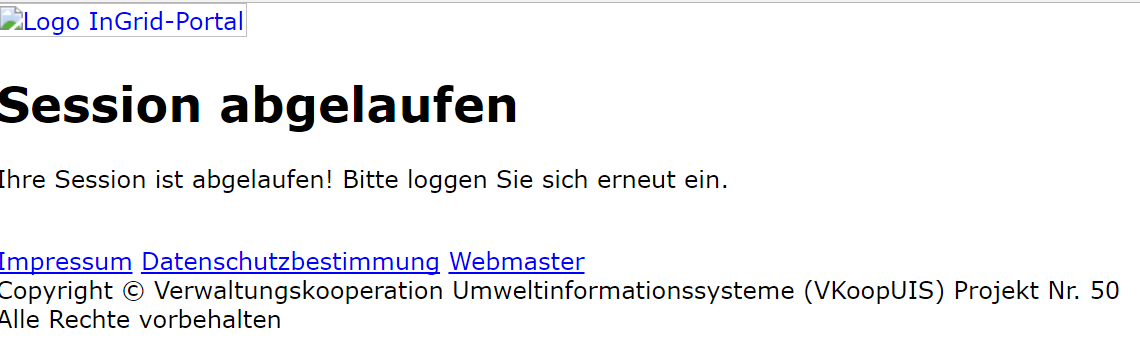 Logo InGrid-Portal
Session abgelaufen
Ihre Session ist abgelaufen! Bitte loggen Sie sich erneut ein.
Impressum Datenschutzbestimmung Webmaster
Copyright © Verwaltungskooperation Umweltinformationssysteme (VKoopUIS) Projekt Nr. 50
Alle Rechte vorbehalten